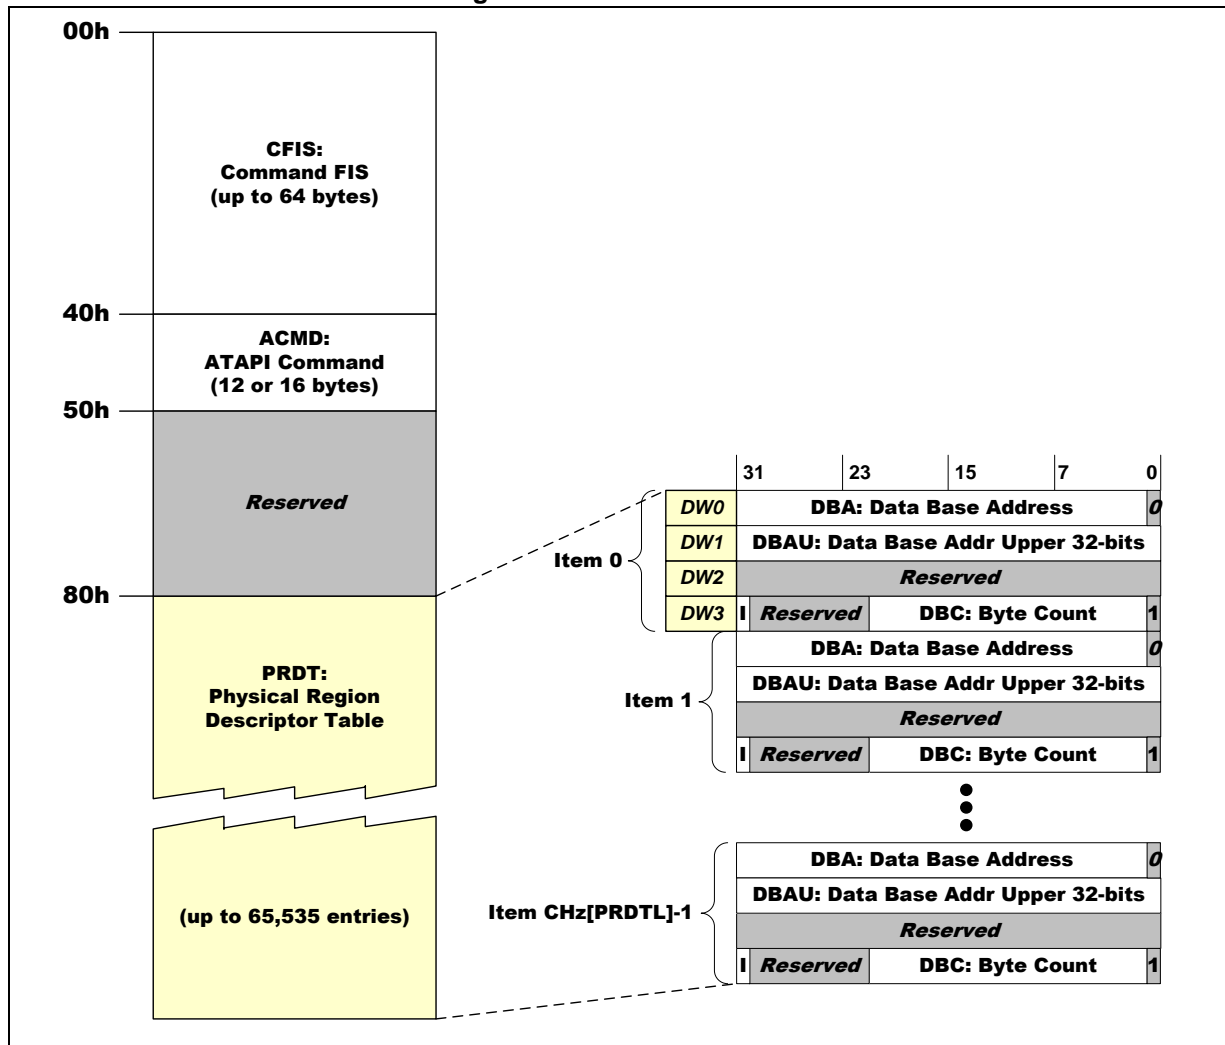 00h
CFIS:
Command FIS
(up to 64 bytes)
40h
ACMD:
ATAPI Command
(12 or 16 bytes)
50h
Reserved
80h
PRDT:
Physical Region
Descriptor Table
(up to 65,535 entries)
31 23 15 7 0
Item 0
DW0 DBA: Data Base Address 0
DW1 DBAU: Data Base Addr Upper 32-bits
DW2 Reserved
DW3 I Reserved DBC: Byte Count 1
Item 1
DBA: Data Base Address 0
DBAU: Data Base Addr Upper 32-bits
Reserved
I Reserved DBC: Byte Count 1
Item CHz[PRDTL]-1
DBA: Data Base Address 0
DBAU: Data Base Addr Upper 32-bits
Reserved
I Reserved DBC: Byte Count 1